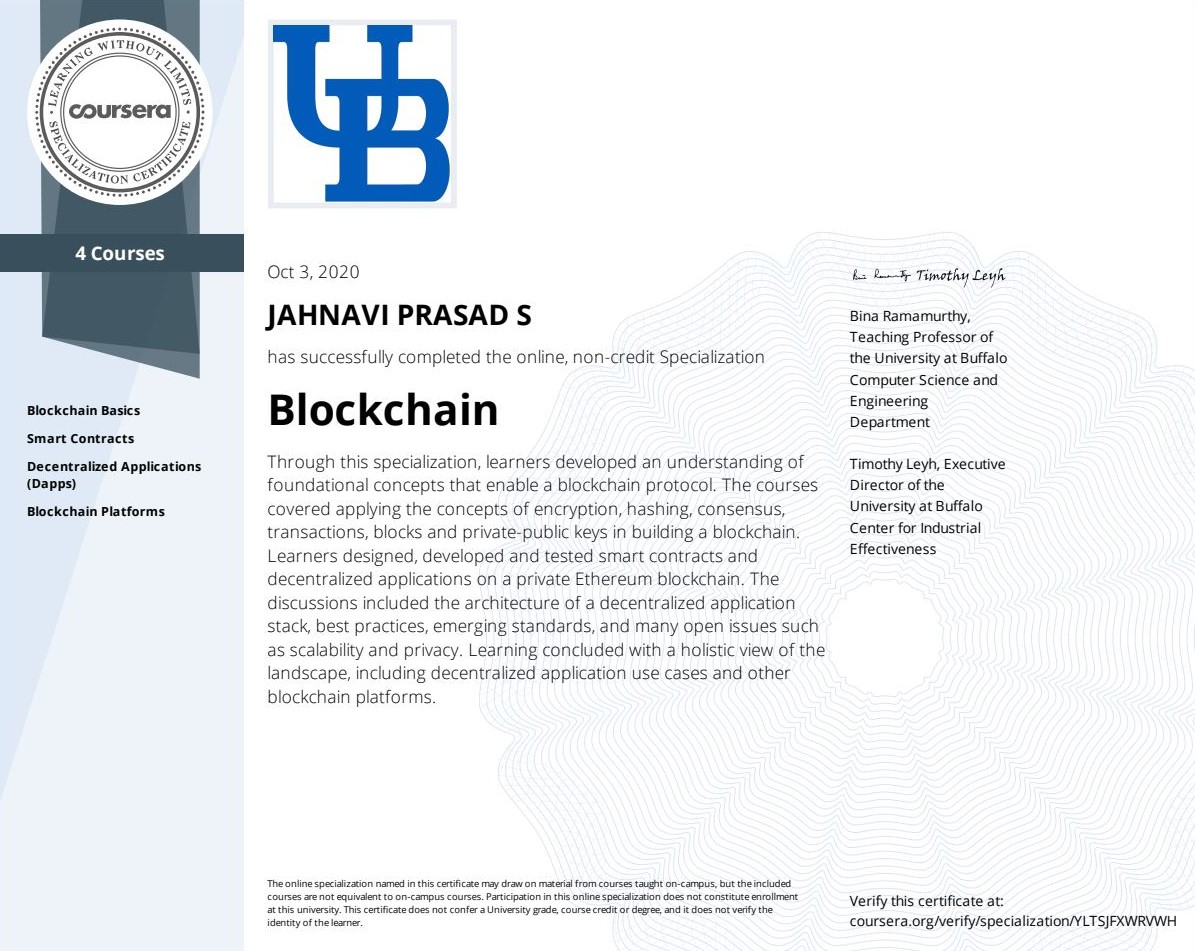 LEARNING WITHOUT LIMITS
coursera
SPECIALIZATION CERTIFICATE
4 Courses
Blockchain Basics
Smart Contracts
Decentralized Applications
(Dapps)
Blockchain Platforms
UB
Oct 3, 2020
JAHNAVI PRASAD S
has successfully completed the online, non-credit Specialization
Blockchain
Through this specialization, learners developed an understanding of
foundational concepts that enable a blockchain protocol. The courses
covered applying the concepts of encryption, hashing, consensus,
transactions, blocks and private-public keys in building a blockchain.
Learners designed, developed and tested smart contracts and
decentralized applications on a private Ethereum blockchain. The
discussions included the architecture of a decentralized application
stack, best practices, emerging standards, and many open issues such
as scalability and privacy. Learning concluded with a holistic view of the
landscape, including decentralized application use cases and other
blockchain platforms.
Timothy Leyh
Bina Ramamurthy,
Teaching Professor of
the University at Buffalo
Computer Science and
Engineering
Department
Timothy Leyh, Executive
Director of the
University at Buffalo
Center for Industrial
Effectiveness
The online specialization named in this certificate may draw on material from courses taught on-campus, but the included
courses are not equivalent to on-campus courses. Participation in this online specialization does not constitute enrollment
at this university. This certificate does not confer a University grade, course credit or degree, and it does not verify the
identity of the learner.
Verify this certificate at:
coursera.org/verify/specialization/YLTSJFXWRVWH